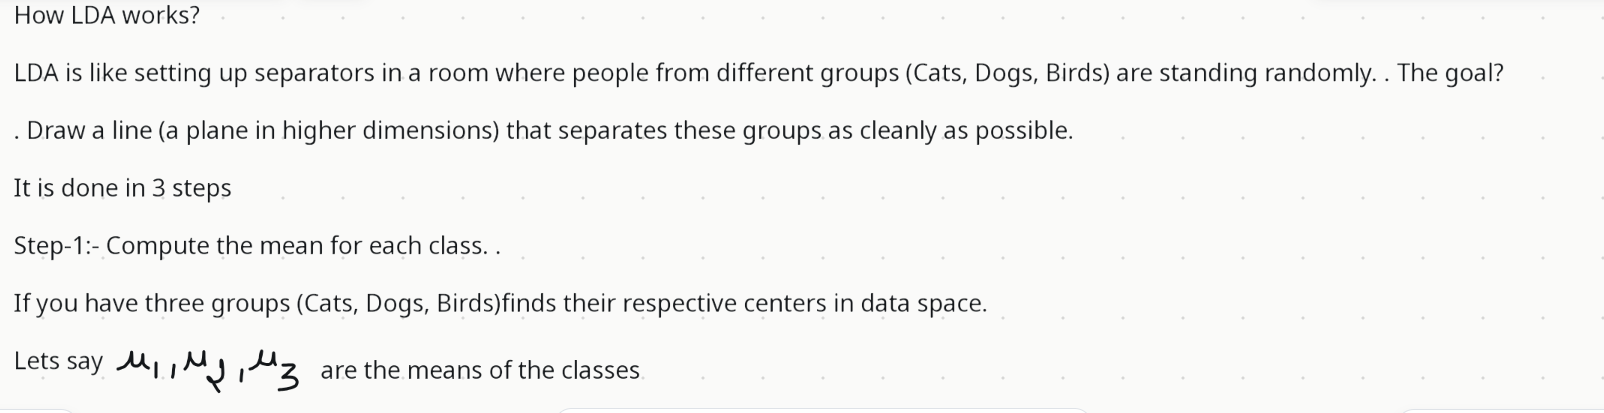 How LDA works?
LDA is like setting up separators in a room where people from different groups (Cats, Dogs, Birds) are standing randomly. . The goal?
. Draw a line (a plane in higher dimensions) that separates these groups as cleanly as possible.
It is done in 3 steps
Step-1:- Compute the mean for each class. .
If you have three groups (Cats, Dogs, Birds)finds their respective centers in data space.
Lets say μ1, μ2, μ3 are the means of the classes